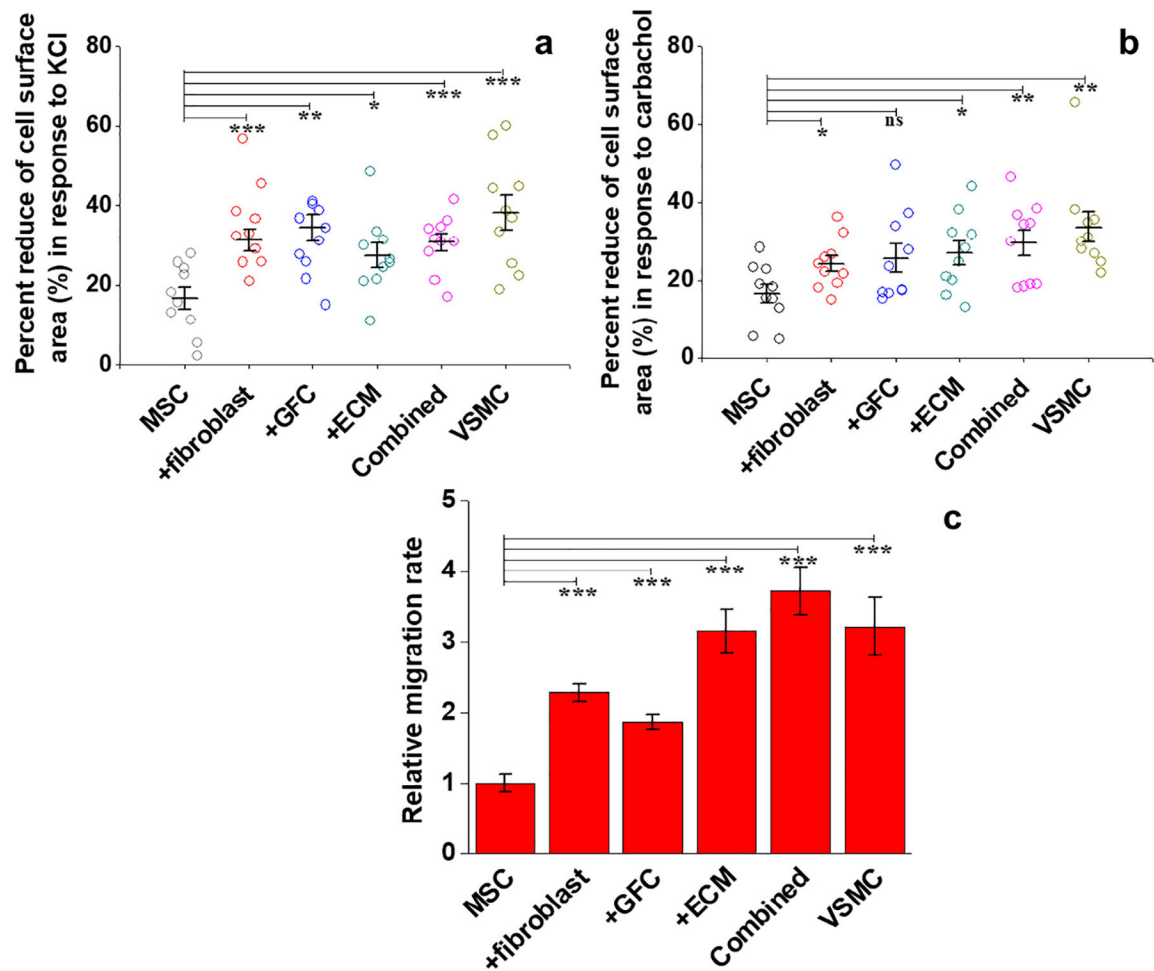 a
Percent reduce of cell surface
area (%) in response to KCl
80
60
40
20
0
***
**
*
***
***
MSC
+fibroblast
+GFC
+ECM
Combined
VSMC
b
Percent reduce of cell surface
area (%) in response to carbachol
80
60
40
20
0
*
ns
*
**
**
MSC
+fibroblast
+GFC
+ECM
Combined
VSMC
c
Relative migration rate
5
4
3
2
1
0
***
***
***
***
***
MSC
+fibroblast
+GFC
+ECM
Combined
VSMC